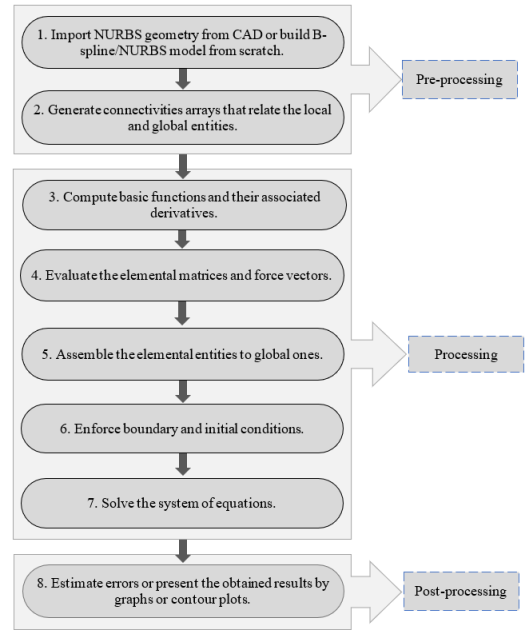 1. Import NURBS geometry from CAD or build B-
spline/NURBS model from scratch.
Pre-processing
2. Generate connectivities arrays that relate the local
and global entities.
3. Compute basic functions and their associated
derivatives.
4. Evaluate the elemental matrices and force vectors.
5. Assemble the elemental entities to global ones.
Processing
6. Enforce boundary and initial conditions.
7. Solve the system of equations.
8. Estimate errors or present the obtained results by
graphs or contour plots.
Post-processing